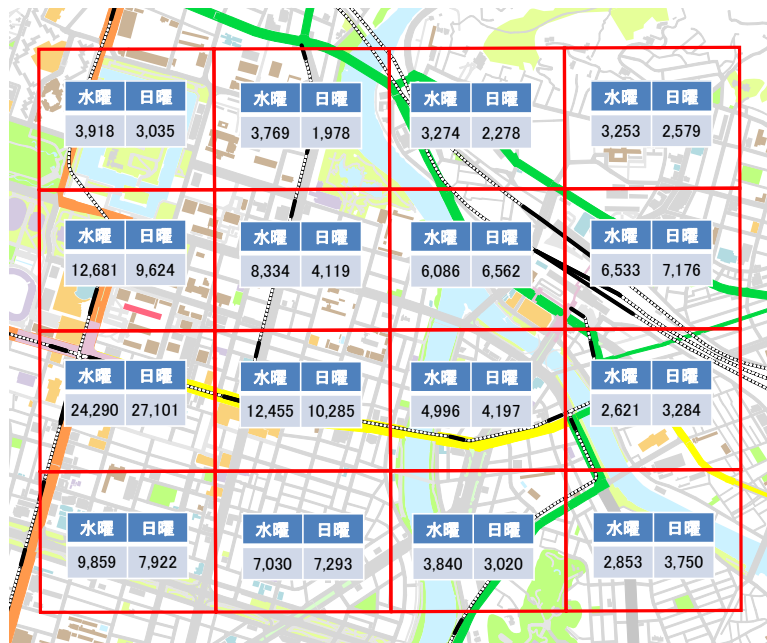 水曜 日曜 水曜 日曜 水曜 日曜 水曜 日曜
3,918 3,035 3,769 1,978 3,274 2,278 3,253 2,579
水曜 日曜 水曜 日曜 水曜 日曜 水曜 日曜
12,681 9,624 8,334 4,119 6,086 6,562 6,533 7,176
水曜 日曜 水曜 日曜 水曜 日曜 水曜 日曜
24,290 27,101 12,455 10,285 4,996 4,197 2,621 3,284
水曜 日曜 水曜 日曜 水曜 日曜 水曜 日曜
9,859 7,922 7,030 7,293 3,840 3,020 2,853 3,750